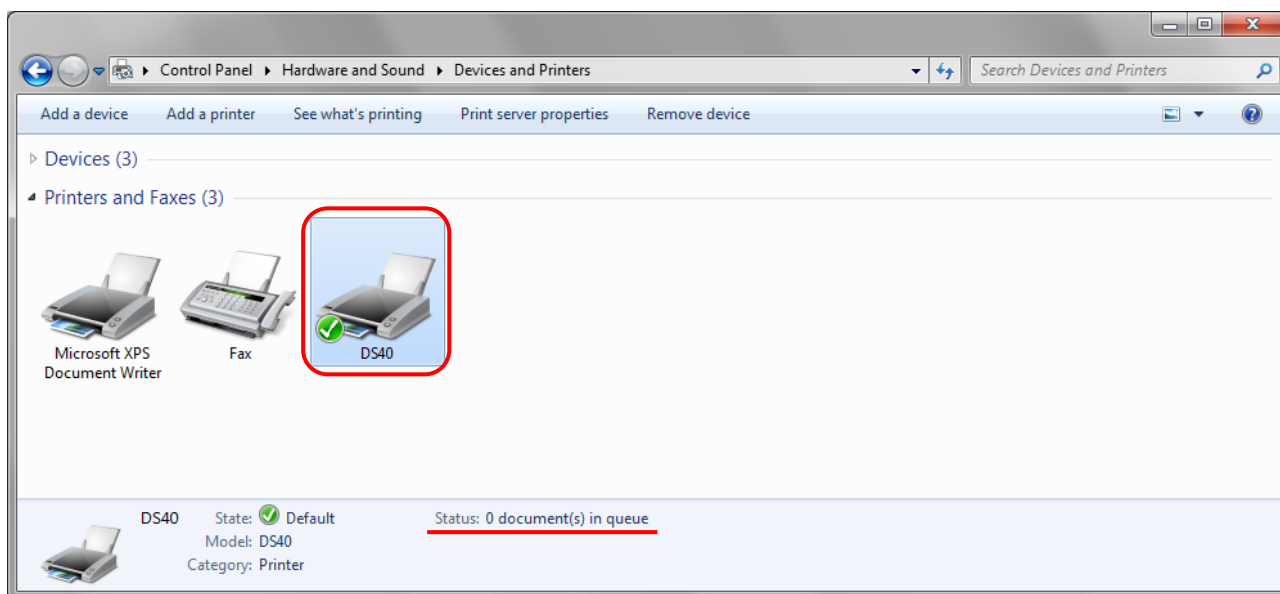 Control Panel Hardware and Sound Devices and Printers Search Devices and Printers
Add a device Add a printer See what's printing Print server properties Remove device
Devices (3)
Printers and Faxes (3)
Microsoft XPS Document Writer
Fax
DS40
DS40 State: Default Status: 0 document(s) in queue
Model: DS40
Category: Printer